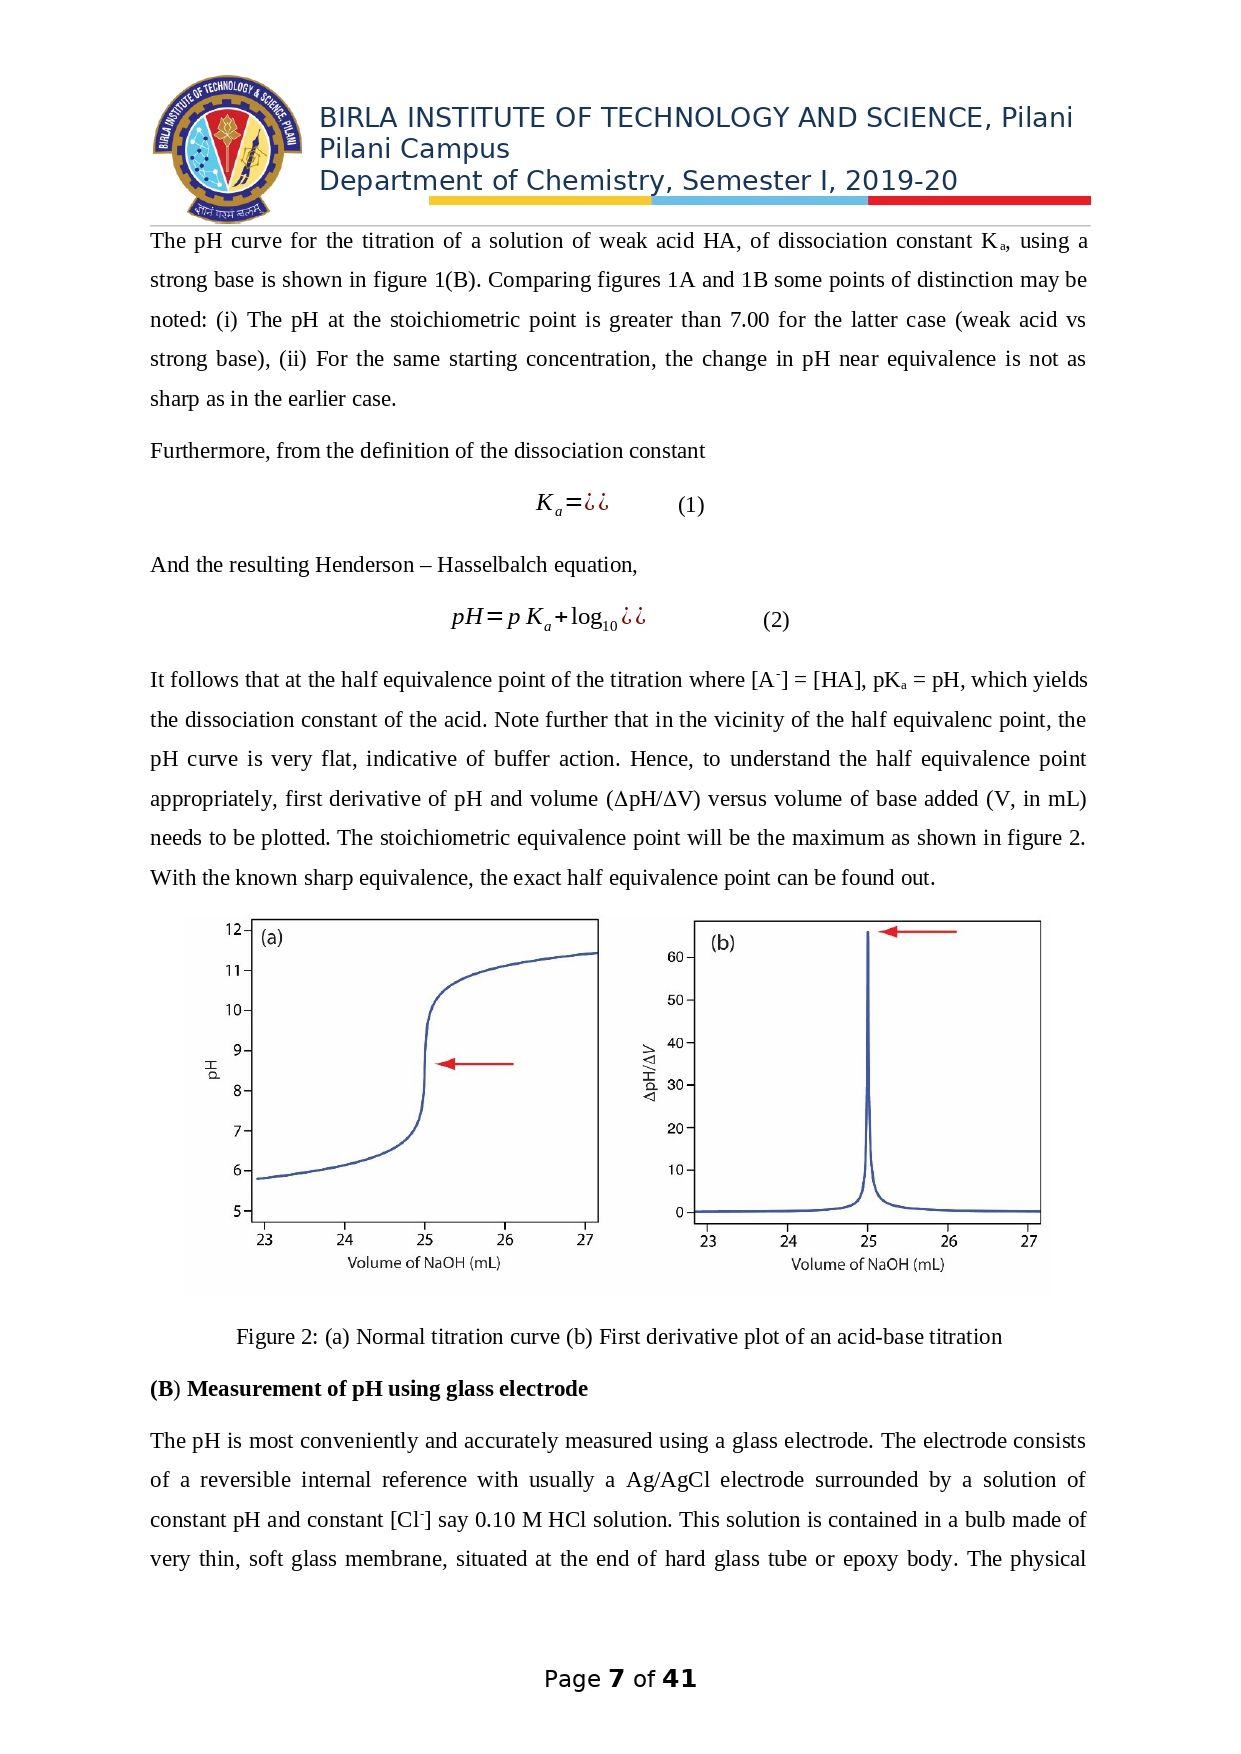 BIRLA INSTITUTE OF TECHNOLOGY & SCIENCE, PILANI
ज्ञानं परमं बलम्
BIRLA INSTITUTE OF TECHNOLOGY AND SCIENCE, Pilani
Pilani Campus
Department of Chemistry, Semester I, 2019-20
The pH curve for the titration of a solution of weak acid HA, of dissociation constant Kₐ, using a
strong base is shown in figure 1(B). Comparing figures 1A and 1B some points of distinction may be
noted: (i) The pH at the stoichiometric point is greater than 7.00 for the latter case (weak acid vs
strong base), (ii) For the same starting concentration, the change in pH near equivalence is not as
sharp as in the earlier case.
Furthermore, from the definition of the dissociation constant
Kₐ=¿¿ (1)
And the resulting Henderson – Hasselbalch equation,
pH=p Kₐ+log₁₀ ¿¿ (2)
It follows that at the half equivalence point of the titration where [A⁻] = [HA], pKₐ = pH, which yields
the dissociation constant of the acid. Note further that in the vicinity of the half equivalenc point, the
pH curve is very flat, indicative of buffer action. Hence, to understand the half equivalence point
appropriately, first derivative of pH and volume (ΔpH/ΔV) versus volume of base added (V, in mL)
needs to be plotted. The stoichiometric equivalence point will be the maximum as shown in figure 2.
With the known sharp equivalence, the exact half equivalence point can be found out.
(a)
12
11
10
9
8
7
6
5
pH
23 24 25 26 27
Volume of NaOH (mL)
(b)
60
50
40
30
20
10
0
ΔpH/ΔV
23 24 25 26 27
Volume of NaOH (mL)
Figure 2: (a) Normal titration curve (b) First derivative plot of an acid-base titration
(B) Measurement of pH using glass electrode
The pH is most conveniently and accurately measured using a glass electrode. The electrode consists
of a reversible internal reference with usually a Ag/AgCl electrode surrounded by a solution of
constant pH and constant [Cl⁻] say 0.10 M HCl solution. This solution is contained in a bulb made of
very thin, soft glass membrane, situated at the end of hard glass tube or epoxy body. The physical
Page 7 of 41